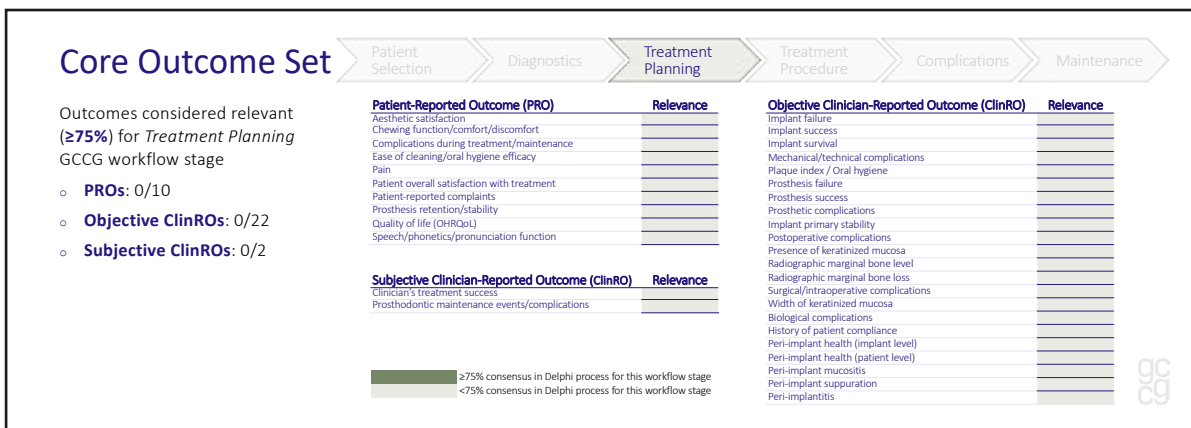 Core Outcome Set
Patient
Selection
Diagnostics
Treatment
Planning
Treatment
Procedure
Complications
Maintenance
Outcomes considered relevant
(≥75%) for Treatment Planning
GCCG workflow stage
o PROs: 0/10
o Objective ClinROs: 0/22
o Subjective ClinROs: 0/2
Patient-Reported Outcome (PRO) Relevance
Aesthetic satisfaction
Chewing function/comfort/discomfort
Complications during treatment/maintenance
Ease of cleaning/oral hygiene efficacy
Pain
Patient overall satisfaction with treatment
Patient-reported complaints
Prosthesis retention/stability
Quality of life (OHRQoL)
Speech/phonetics/pronunciation function
Subjective Clinician-Reported Outcome (ClinRO) Relevance
Clinician's treatment success
Prosthodontic maintenance events/complications
≥75% consensus in Delphi process for this workflow stage
<75% consensus in Delphi process for this workflow stage
Objective Clinician-Reported Outcome (ClinRO) Relevance
Implant failure
Implant success
Implant survival
Mechanical/technical complications
Plaque index / Oral hygiene
Prosthesis failure
Prosthesis success
Prosthetic complications
Implant primary stability
Postoperative complications
Presence of keratinized mucosa
Radiographic marginal bone level
Radiographic marginal bone loss
Surgical/intraoperative complications
Width of keratinized mucosa
Biological complications
History of patient compliance
Peri-implant health (implant level)
Peri-implant health (patient level)
Peri-implant mucositis
Peri-implant suppuration
Peri-implantitis
gc
cg